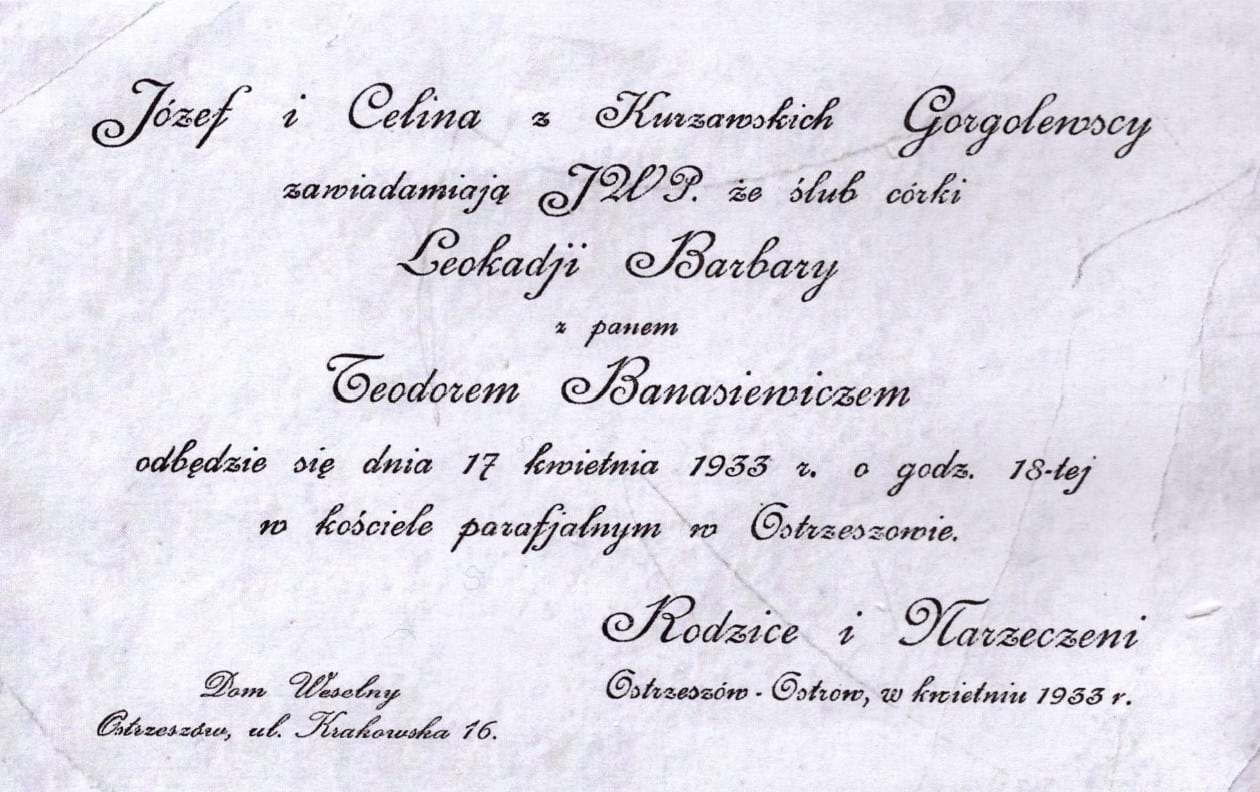 Józef i Celina z Kurzawskich Gorgolewscy
zawiadamiają JWP. że ślub córki
Leokadji Barbary
z panem
Teodorem Banasiewiczem
odbędzie się dnia 17 kwietnia 1933 r. o godz. 18-tej
w kościele parafjalnym w Ostrzeszowie.
Rodzice i Narzeczeni
Dom Weselny
Ostrzeszów, ul. Krakowska 16.
Ostrzeszów - Ostrow, w kwietniu 1933 r.